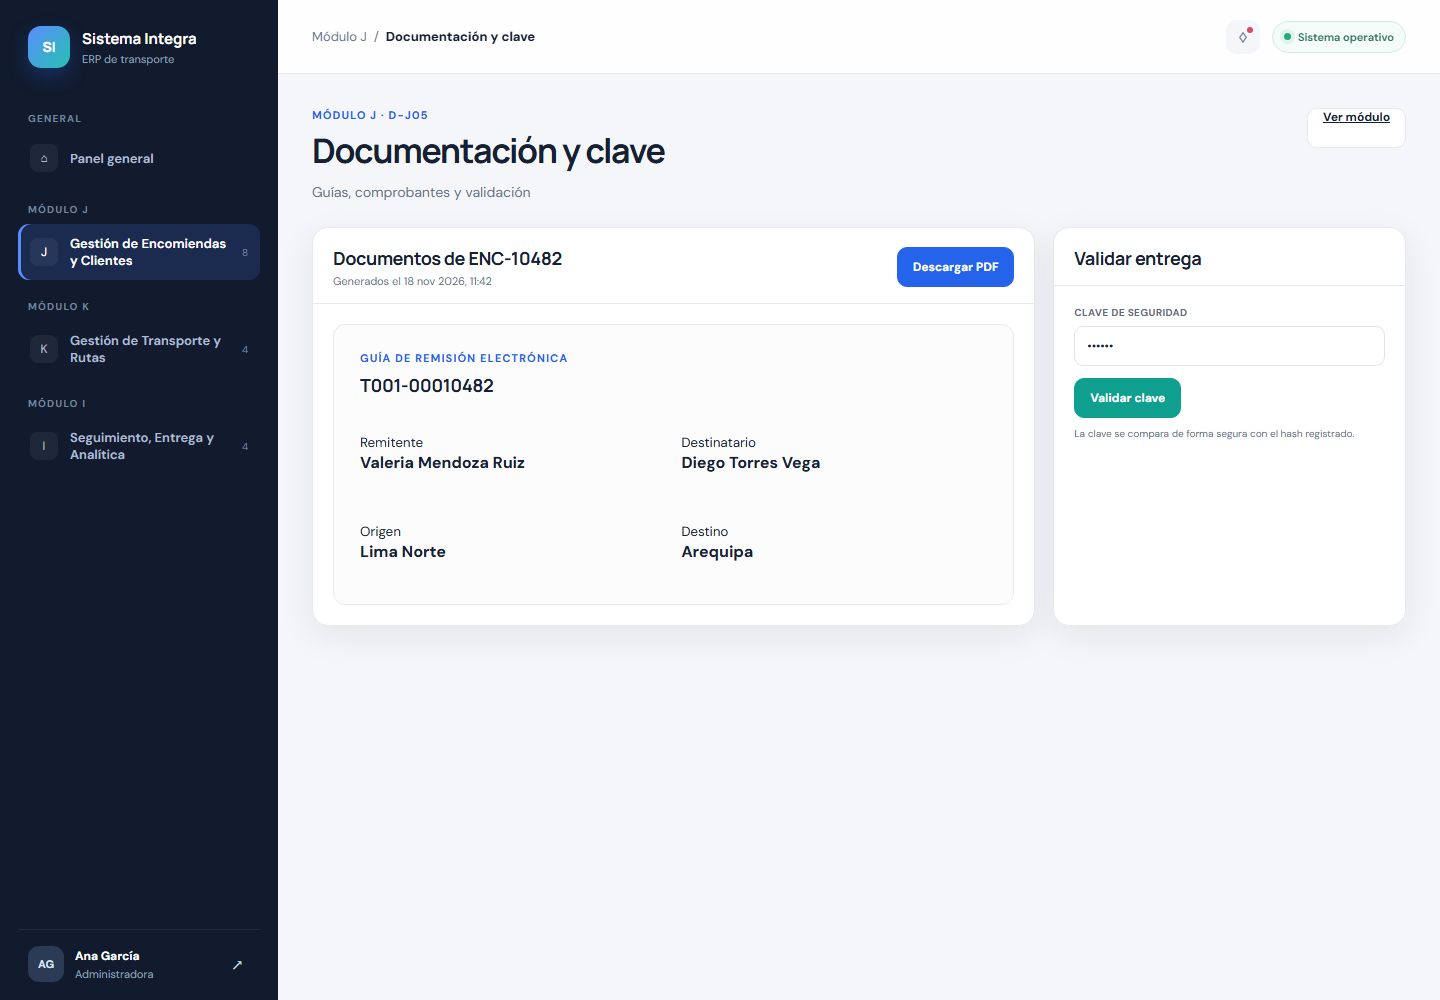 SI
Sistema Integra
ERP de transporte
GENERAL
Panel general
MÓDULO J
J
Gestión de Encomiendas
y Clientes
8
MÓDULO K
K
Gestión de Transporte y
Rutas
4
MÓDULO I
I
Seguimiento, Entrega y
Analítica
4
AG
Ana García
Administradora
Módulo J / Documentación y clave
Sistema operativo
MÓDULO J · D-J05
Documentación y clave
Guías, comprobantes y validación
Ver módulo
Documentos de ENC-10482
Generados el 18 nov 2026, 11:42
Descargar PDF
GUÍA DE REMISIÓN ELECTRÓNICA
T001-00010482
Remitente
Valeria Mendoza Ruiz
Destinatario
Diego Torres Vega
Origen
Lima Norte
Destino
Arequipa
Validar entrega
CLAVE DE SEGURIDAD
••••••
Validar clave
La clave se compara de forma segura con el hash registrado.